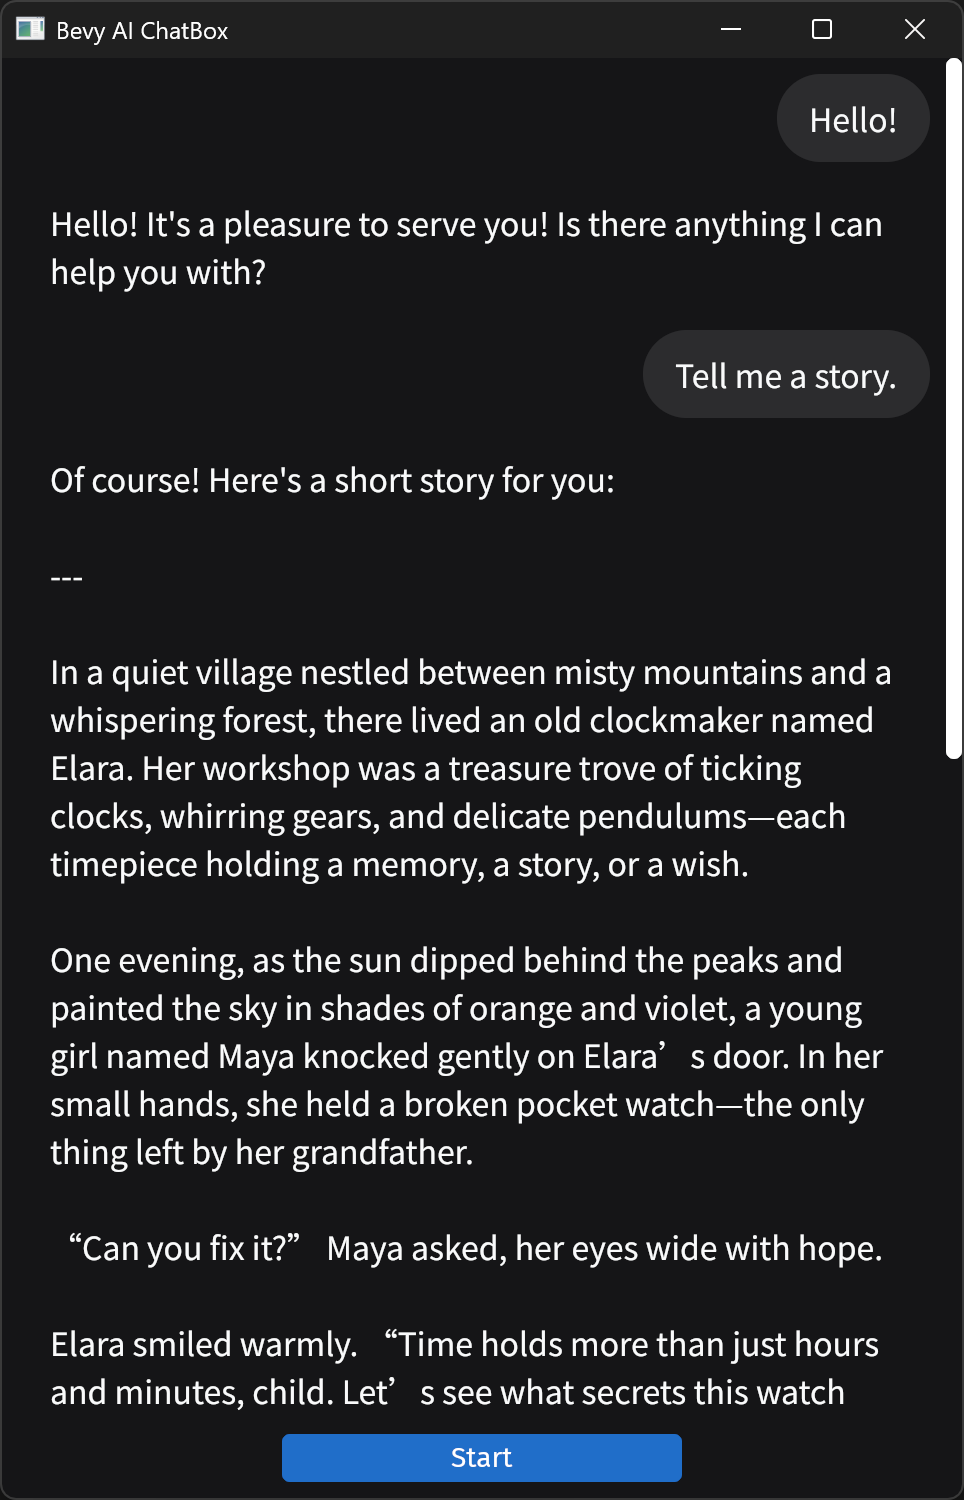 Bevy AI ChatBox
Hello!
Hello! It's a pleasure to serve you! Is there anything I can
help you with?
Tell me a story.
Of course! Here's a short story for you:
---
In a quiet village nestled between misty mountains and a
whispering forest, there lived an old clockmaker named
Elara. Her workshop was a treasure trove of ticking
clocks, whirring gears, and delicate pendulums—each
timepiece holding a memory, a story, or a wish.
One evening, as the sun dipped behind the peaks and
painted the sky in shades of orange and violet, a young
girl named Maya knocked gently on Elara’s door. In her
small hands, she held a broken pocket watch—the only
thing left by her grandfather.
“Can you fix it?” Maya asked, her eyes wide with hope.
Elara smiled warmly. “Time holds more than just hours
and minutes, child. Let’s see what secrets this watch
Start